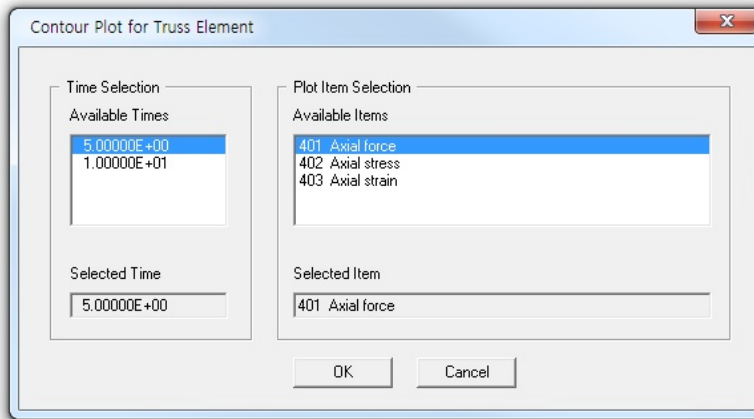 Contour Plot for Truss Element
Time Selection
Available Times
5.00000E+00
1.00000E+01
Selected Time
5.00000E+00
Plot Item Selection
Available Items
401 Axial force
402 Axial stress
403 Axial strain
Selected Item
401 Axial force
OK
Cancel